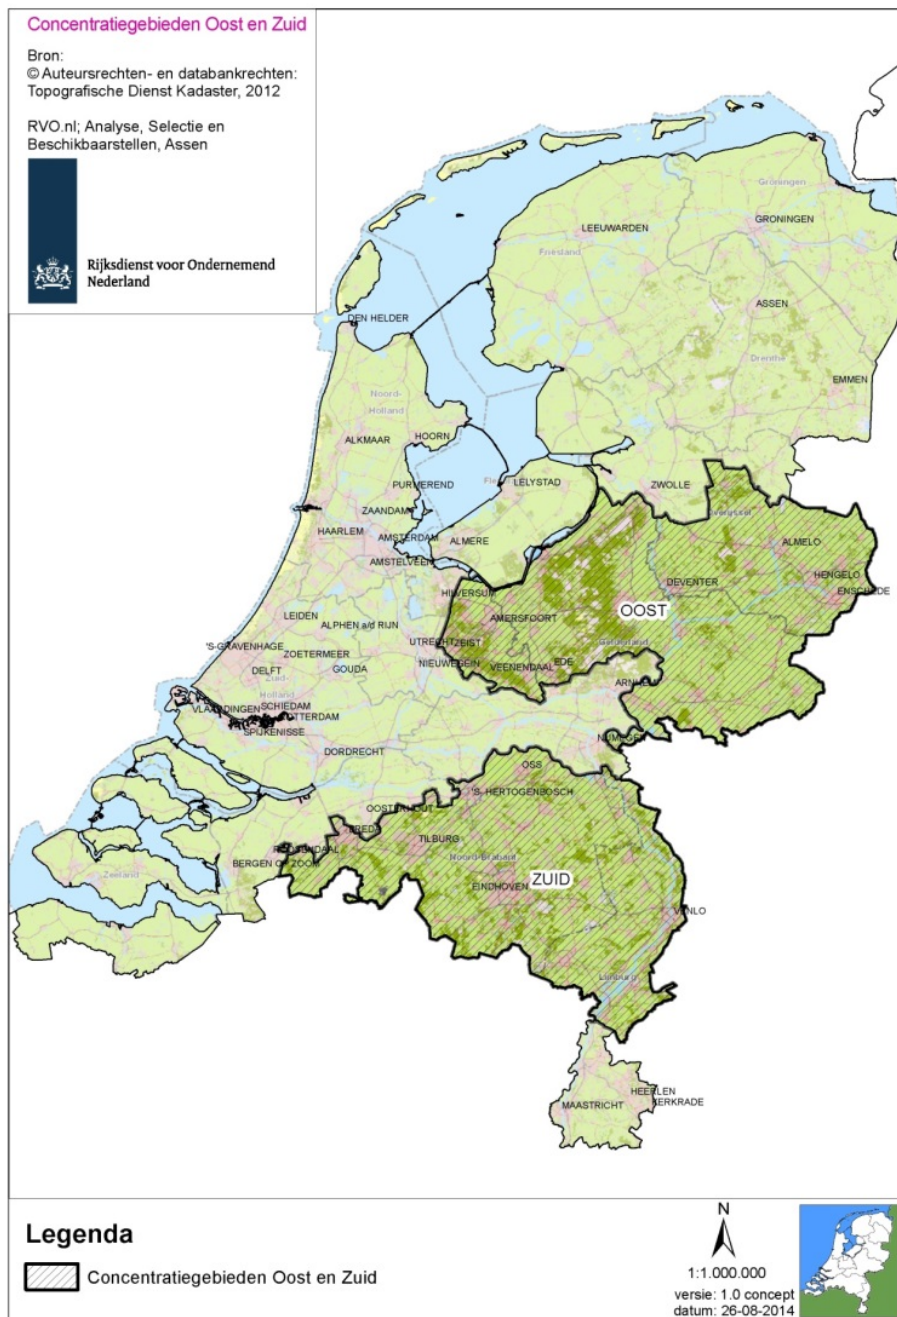 Concentratiegebieden Oost en Zuid
Bron:
© Auteursrechten- en databankrechten:
Topografische Dienst Kadaster, 2012
RVO.nl; Analyse, Selectie en
Beschikbaarstellen, Assen
Rijksdienst voor Ondernemend
Nederland
Groningen
GRONINGEN
LEEUWARDEN
Friesland
ASSEN
DEN HELDER
Drenthe
EMMEN
Noord-
Holland
ALKMAAR
HOORN
PURMEREND
LELYSTAD
ZWOLLE
ZAANDAM
Overijssel
HAARLEM
AMSTERDAM
ALMERE
ALMELO
AMSTELVEEN
HENGELO
DEVENTER
ENSCHEDE
HILVERSUM
OOST
LEIDEN
AMERSFOORT
ALPHEN a/d RIJN
'S-GRAVENHAGE
UTRECHT
ZEIST
Gelderland
ZOETERMEER
NIEUWEGEIN
EDE
DELFT
GOUDA
VEENENDAAL
Zuid-
Holland
ARNHEM
VLAARDINGEN
SCHIEDAM
ROTTERDAM
SPIJKENISSE
NIJMEGEN
DORDRECHT
OSS
'S- HERTOGENBOSCH
OOSTERHOUT
BREDA
TILBURG
ROOSENDAAL
BERGEN OP ZOOM
Noord-Brabant
Zeeland
EINDHOVEN
ZUID
VENLO
Limburg
HEERLEN
MAASTRICHT
KERKRADE
Legenda
Concentratiegebieden Oost en Zuid
N
1:1.000.000
versie: 1.0 concept
datum: 26-08-2014